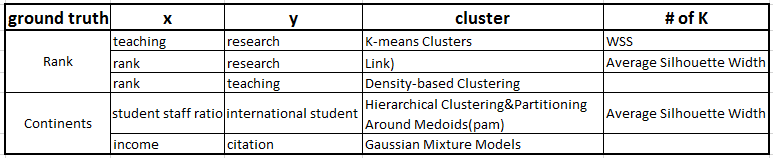 ground truth x y cluster # of K
Rank
teaching research K-means Clusters WSS
rank research Link) Average Silhouette Width
rank teaching Density-based Clustering
Continents
student staff ratio international student Hierarchical Clustering&Partitioning Average Silhouette Width
Around Medoids(pam)
income citation Gaussian Mixture Models